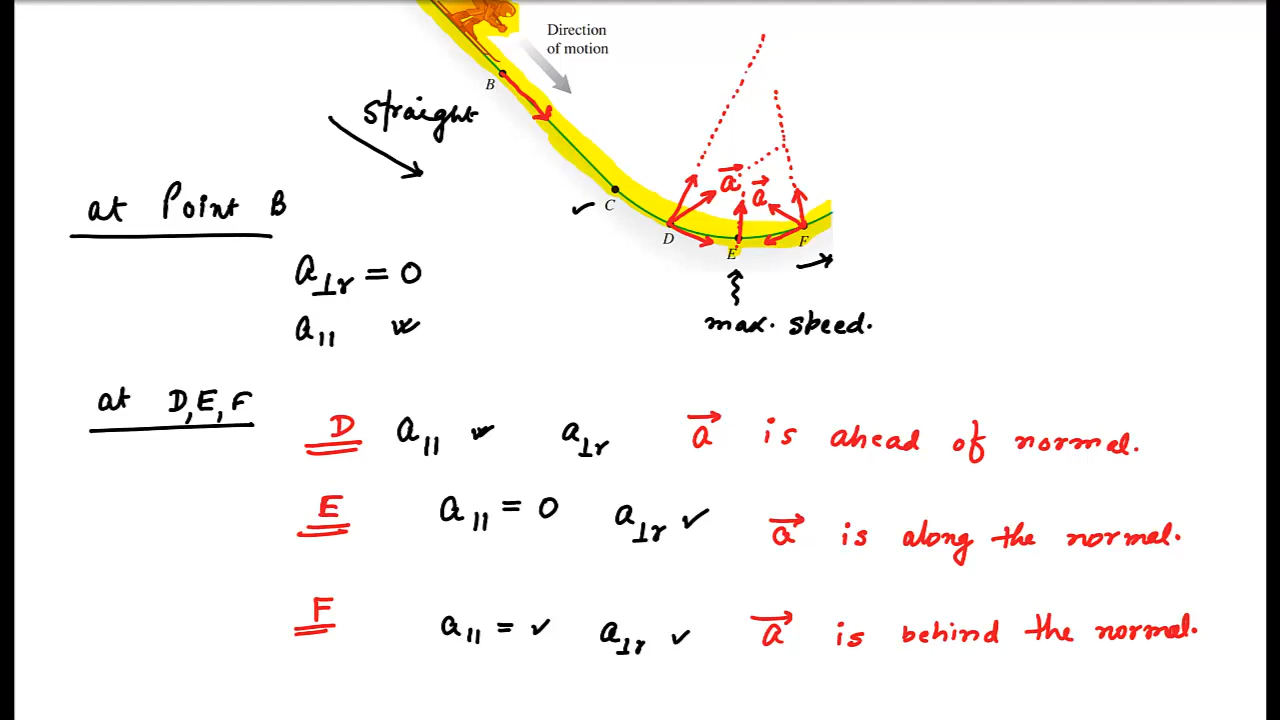 Direction
of motion
B
straight
at Point B
C
D
E
F
a⃗
a⃗
a⊥r = 0
a||
max. speed.
at D,E,F
D a|| a⊥r a⃗ is ahead of normal.
E a|| = 0 a⊥r ✓ a⃗ is along the normal.
F a|| = ✓ a⊥r ✓ a⃗ is behind the normal.